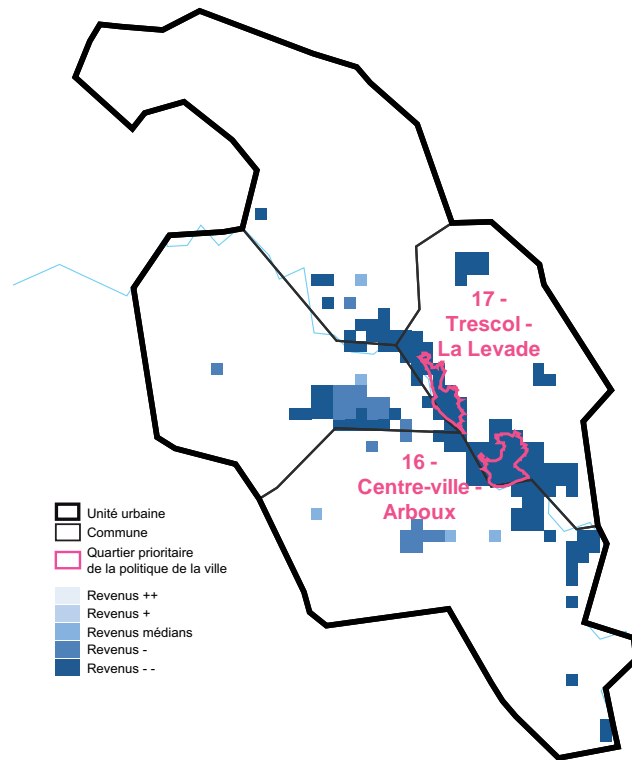 17 -
Trescol -
La Levade
16 -
Centre-ville -
Arboux
Unité urbaine
Commune
Quartier prioritaire
de la politique de la ville
Revenus ++
Revenus +
Revenus médians
Revenus -
Revenus - -